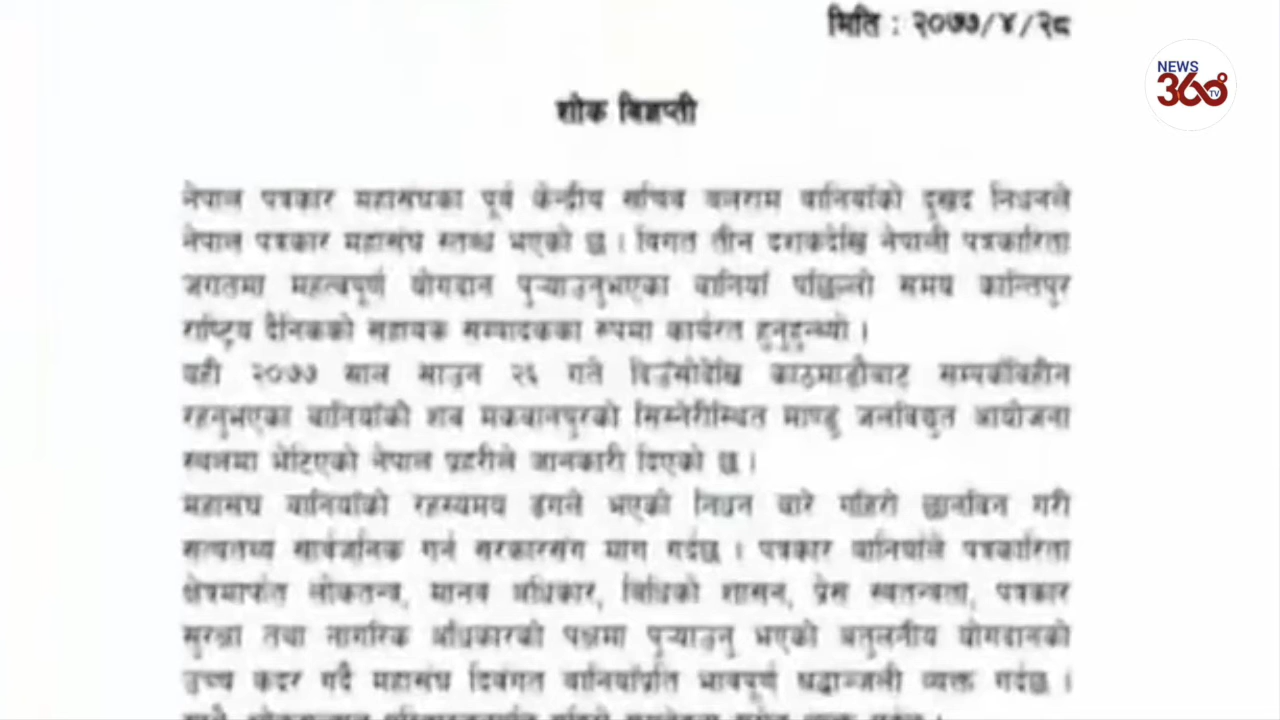 मिति : २०७७/४/२८
NEWS
360°
TV
शोक विज्ञप्ती
नेपाल पत्रकार महासंघका पूर्व केन्द्रीय सचिव बलराम बानियाँको दुखद निधनले
नेपाल पत्रकार महासंघ स्तब्ध भएको छ । विगत तीन दशकदेखि नेपाली पत्रकारिता
जगतमा महत्वपूर्ण योगदान पुर्‍याउनुभएका बानियाँ पछिल्लो समय कान्तिपुर
राष्ट्रिय दैनिकको सहायक सम्पादकका रुपमा कार्यरत हुनुहुन्थ्यो ।
यही २०७७ साल साउन २६ गते दिउँसोदेखि काठमाडौंबाट सम्पर्कविहीन
रहनुभएका बानियाँको शव मकवानपुरको सिस्नेरीस्थित माण्डु जलविद्युत आयोजना
स्थलमा भेटिएको नेपाल प्रहरीले जानकारी दिएको छ ।
महासंघ बानियाँको रहस्यमय ढंगले भएको निधन बारे गहिरो छानविन गरी
सत्यतथ्य सार्वजनिक गर्न सरकारसंग माग गर्दछ । पत्रकार बानियाँले पत्रकारिता
क्षेत्रमार्फत लोकतन्त्र, मानव अधिकार, विधिको शासन, प्रेस स्वतन्त्रता, पत्रकार
सुरक्षा तथा नागरिक अधिकारको पक्षमा पुर्‍याउनु भएको अतुलनीय योगदानको
उच्च कदर गर्दै महासंघ दिवंगत बानियाँप्रति भावपूर्ण श्रद्धाञ्जली व्यक्त गर्दछ ।